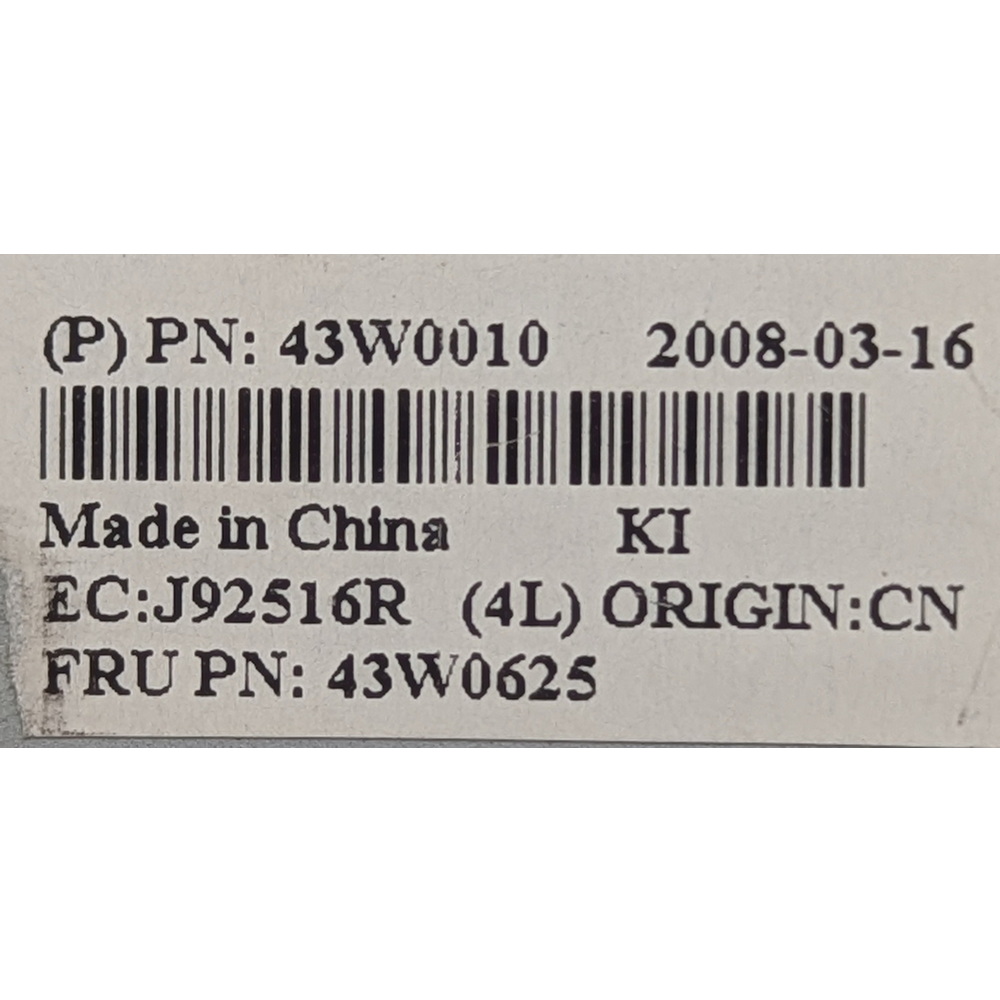 (P) PN: 43W0010 2008-03-16
Made in China KI
EC:J92516R (4L) ORIGIN:CN
FRU PN: 43W0625